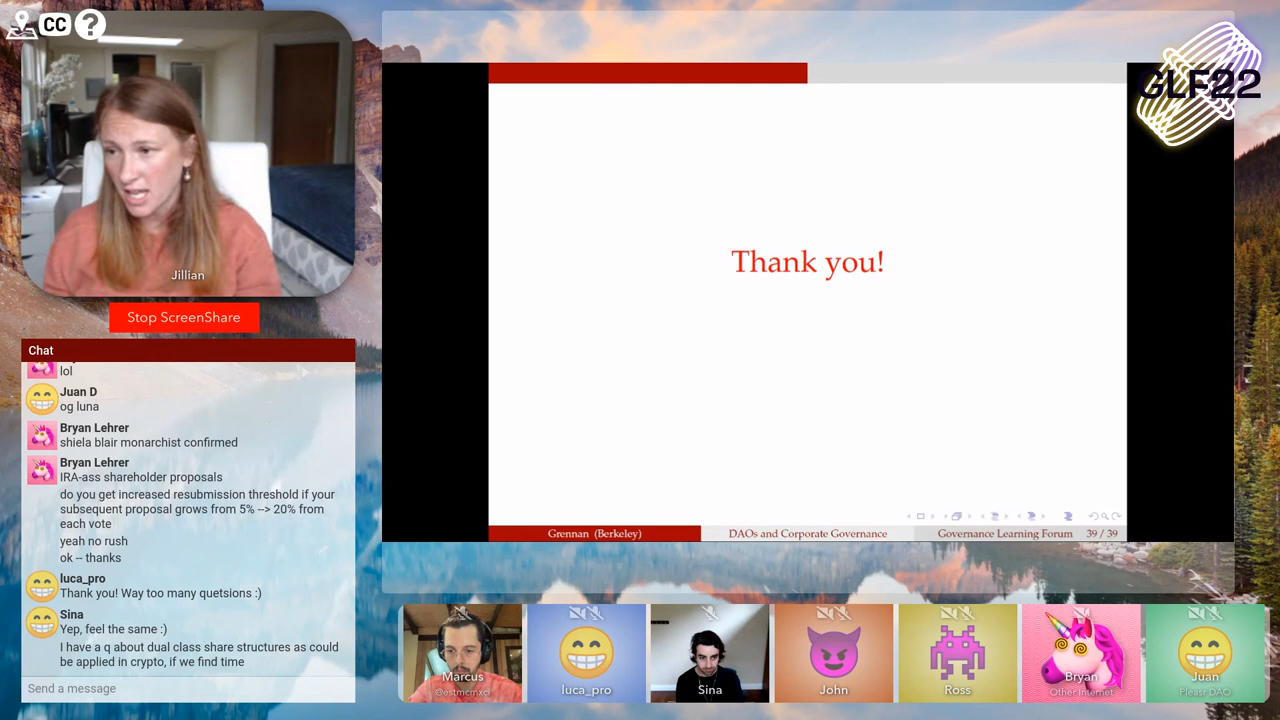 CC
?
GLF22
Jillian
Stop ScreenShare
Chat
lol
Juan D
og luna
Bryan Lehrer
shiela blair monarchist confirmed
Bryan Lehrer
IRA-ass shareholder proposals
do you get increased resubmission threshold if your
subsequent proposal grows from 5% --> 20% from
each vote
yeah no rush
ok -- thanks
luca_pro
Thank you! Way too many quetsions :)
Sina
Yep, feel the same :)
I have a q about dual class share structures as could
be applied in crypto, if we find time
Send a message
Thank you!
Grennan (Berkeley)
DAOs and Corporate Governance
Governance Learning Forum
39 / 39
Marcus
@estmcmxci
luca_pro
Sina
John
Ross
Bryan
Other Internet
Juan
Pleasr DAO